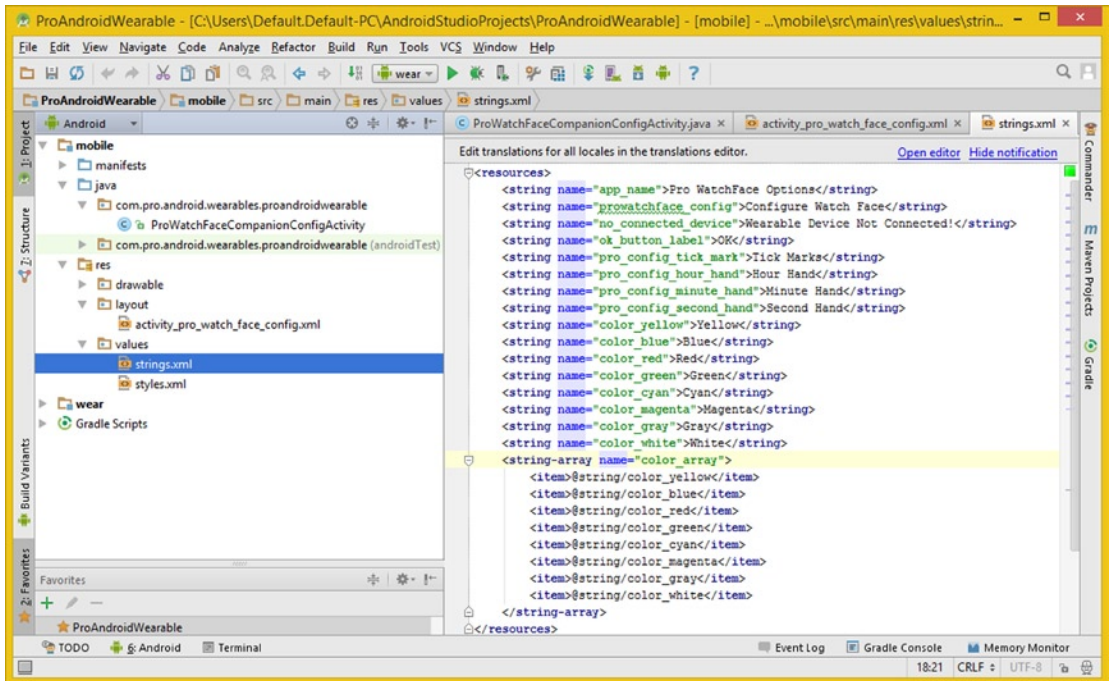 ProAndroidWearable - [C:\Users\Default.Default-PC\AndroidStudioProjects\ProAndroidWearable] - [mobile] - ...\mobile\src\main\res\values\strin...
File Edit View Navigate Code Analyze Refactor Build Run Tools VCS Window Help
wear
ProAndroidWearable mobile src main res values strings.xml
Android
ProWatchFaceCompanionConfigActivity.java × activity_pro_watch_face_config.xml × strings.xml ×
1: Project
7: Structure
Build Variants
2: Favorites
mobile
manifests
java
com.pro.android.wearables.proandroidwearable
ProWatchFaceCompanionConfigActivity
com.pro.android.wearables.proandroidwearable (androidTest)
res
drawable
layout
activity_pro_watch_face_config.xml
values
strings.xml
styles.xml
wear
Gradle Scripts
Favorites
ProAndroidWearable
Edit translations for all locales in the translations editor. Open editor Hide notification
<resources>
<string name="app_name">Pro WatchFace Options</string>
<string name="prowatchface_config">Configure Watch Face</string>
<string name="no_connected_device">Wearable Device Not Connected!</string>
<string name="ok_button_label">OK</string>
<string name="pro_config_tick_mark">Tick Marks</string>
<string name="pro_config_hour_hand">Hour Hand</string>
<string name="pro_config_minute_hand">Minute Hand</string>
<string name="pro_config_second_hand">Second Hand</string>
<string name="color_yellow">Yellow</string>
<string name="color_blue">Blue</string>
<string name="color_red">Red</string>
<string name="color_green">Green</string>
<string name="color_cyan">Cyan</string>
<string name="color_magenta">Magenta</string>
<string name="color_gray">Gray</string>
<string name="color_white">White</string>
<string-array name="color_array">
<item>@string/color_yellow</item>
<item>@string/color_blue</item>
<item>@string/color_red</item>
<item>@string/color_green</item>
<item>@string/color_cyan</item>
<item>@string/color_magenta</item>
<item>@string/color_gray</item>
<item>@string/color_white</item>
</string-array>
</resources>
Commander
Maven Projects
Gradle
TODO 6: Android Terminal Event Log Gradle Console Memory Monitor
18:21 CRLF UTF-8